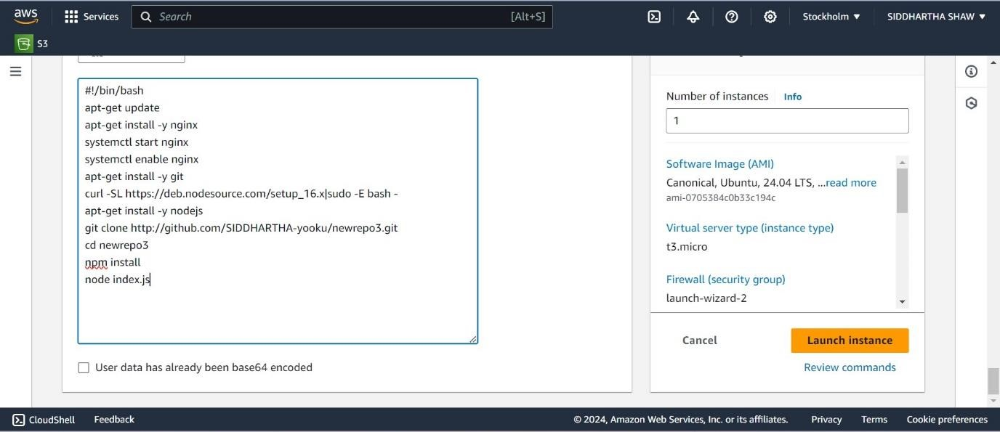 aws
Services
Search
[Alt+S]
Stockholm
SIDDHARTHA SHAW
S3
#!/bin/bash
apt-get update
apt-get install -y nginx
systemctl start nginx
systemctl enable nginx
apt-get install -y git
curl -SL https://deb.nodesource.com/setup_16.x|sudo -E bash -
apt-get install -y nodejs
git clone http://github.com/SIDDHARTHA-yooku/newrepo3.git
cd newrepo3
npm install
node index.js
User data has already been base64 encoded
Number of instances Info
1
Software Image (AMI)
Canonical, Ubuntu, 24.04 LTS, ...read more
ami-0705384c0b33c194c
Virtual server type (instance type)
t3.micro
Firewall (security group)
launch-wizard-2
Cancel
Launch instance
Review commands
CloudShell
Feedback
© 2024, Amazon Web Services, Inc. or its affiliates.
Privacy
Terms
Cookie preferences